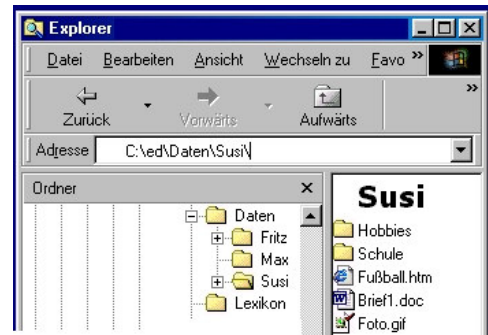 Explorer
Datei Bearbeiten Ansicht Wechseln zu Favo »
Zurück Vorwärts Aufwärts »
Adresse C:\ed\Daten\Susi\
Ordner ×
Daten
Fritz
Max
Susi
Lexikon
Susi
Hobbies
Schule
Fußball.htm
Brief1.doc
Foto.gif